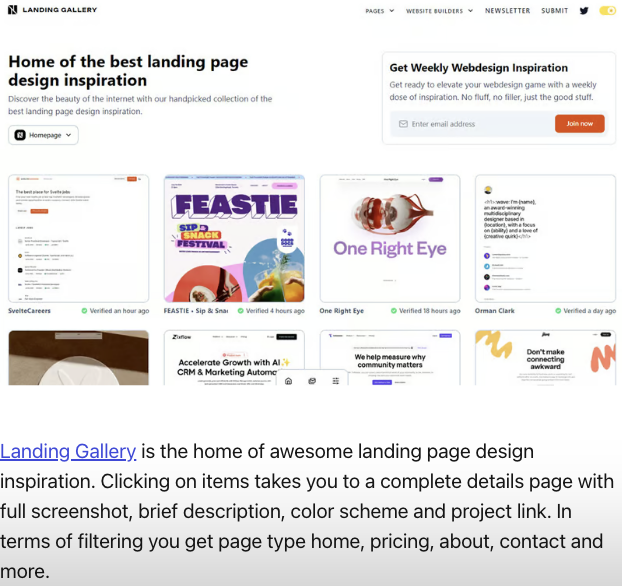 LANDING GALLERY
PAGES
WEBSITE BUILDERS
NEWSLETTER
SUBMIT
Home of the best landing page
design inspiration
Discover the beauty of the internet with our handpicked collection of the
best landing page design inspiration.
Homepage
Get Weekly Webdesign Inspiration
Get ready to elevate your webdesign game with a weekly
dose of inspiration. No fluff, no filler, just the good stuff.
Enter email address
Join now
The best place for Svelte jobs
FEASTIE
SIP &
SNACK
FESTIVAL
One Right Eye
<h1> :wave: I'm {name},
an award-winning
multidisciplinary
designer based in
{location}, with a focus
on {ability} and a love of
{creative quirk}</h1>
SvelteCareers
Verified an hour ago
FEASTIE • Sip & Snac
Verified 4 hours ago
One Right Eye
Verified 18 hours ago
Orman Clark
Verified a day ago
Zixflow
Accelerate Growth with AI✨
CRM & Marketing Automa
We help measure why
community matters
Don't make
connecting
awkward
Landing Gallery is the home of awesome landing page design
inspiration. Clicking on items takes you to a complete details page with
full screenshot, brief description, color scheme and project link. In
terms of filtering you get page type home, pricing, about, contact and
more.